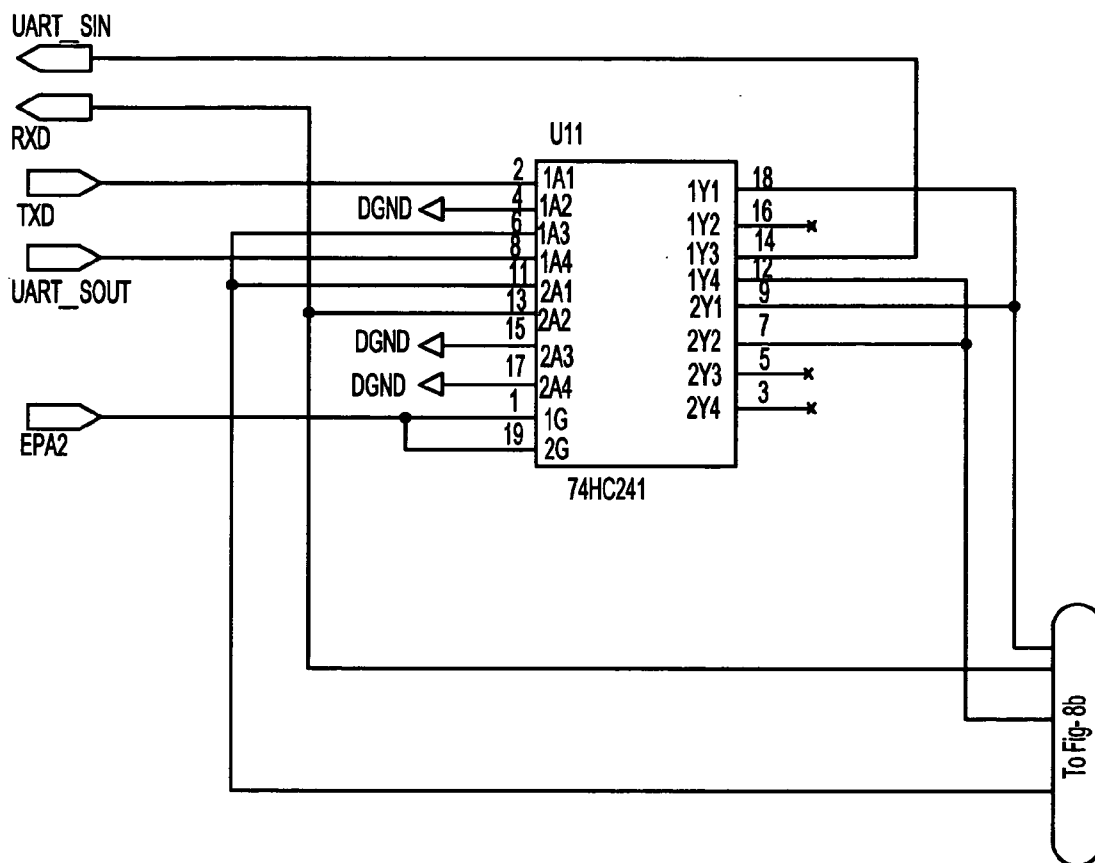 UART_SIN
RXD
TXD
UART_SOUT
EPA2
DGND
DGND
DGND
U11
2 1A1
4 1A2
6 1A3
8 1A4
11 2A1
13 2A2
15 2A3
17 2A4
1 1G
19 2G
1Y1 18
1Y2 16
1Y3 14
1Y4 12
2Y1 9
2Y2 7
2Y3 5
2Y4 3
74HC241
To Fig- 8b